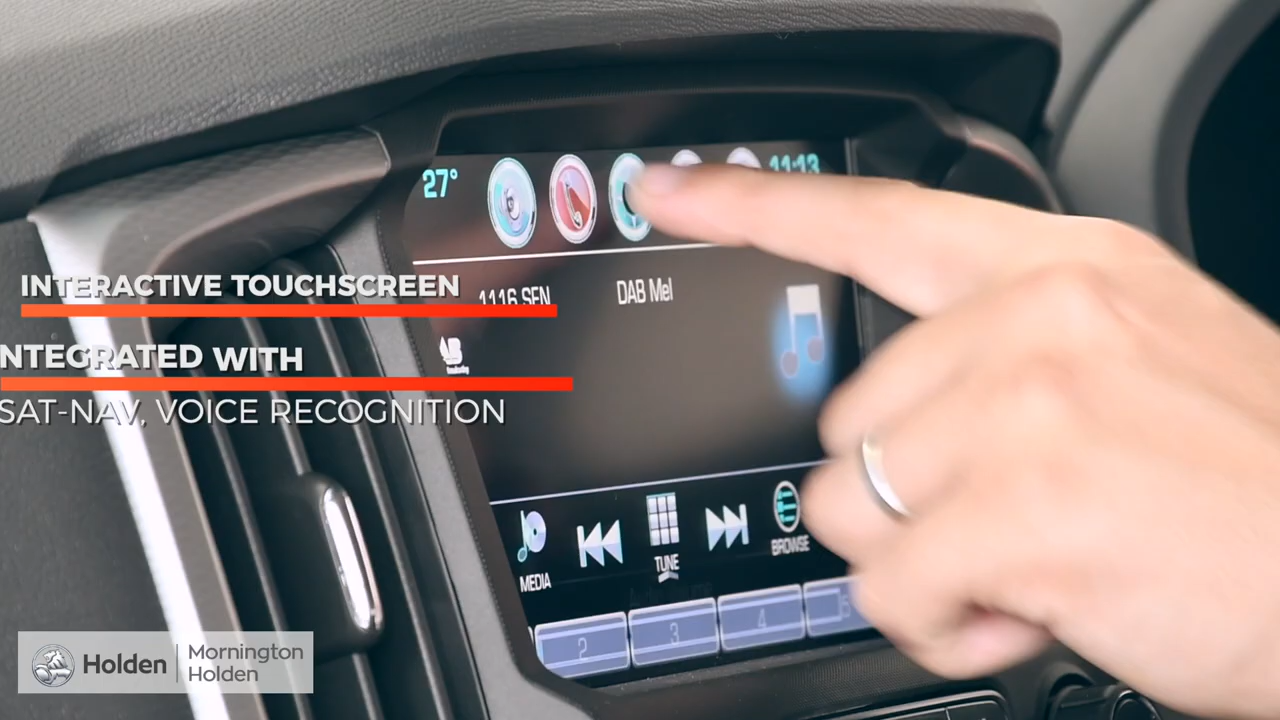 27°
11:13
INTERACTIVE TOUCHSCREEN
1116 SEN
DAB Mel
NTEGRATED WITH
SAT-NAV, VOICE RECOGNITION
MEDIA
TUNE
BROWSE
2
3
4
5
Holden
Mornington
Holden